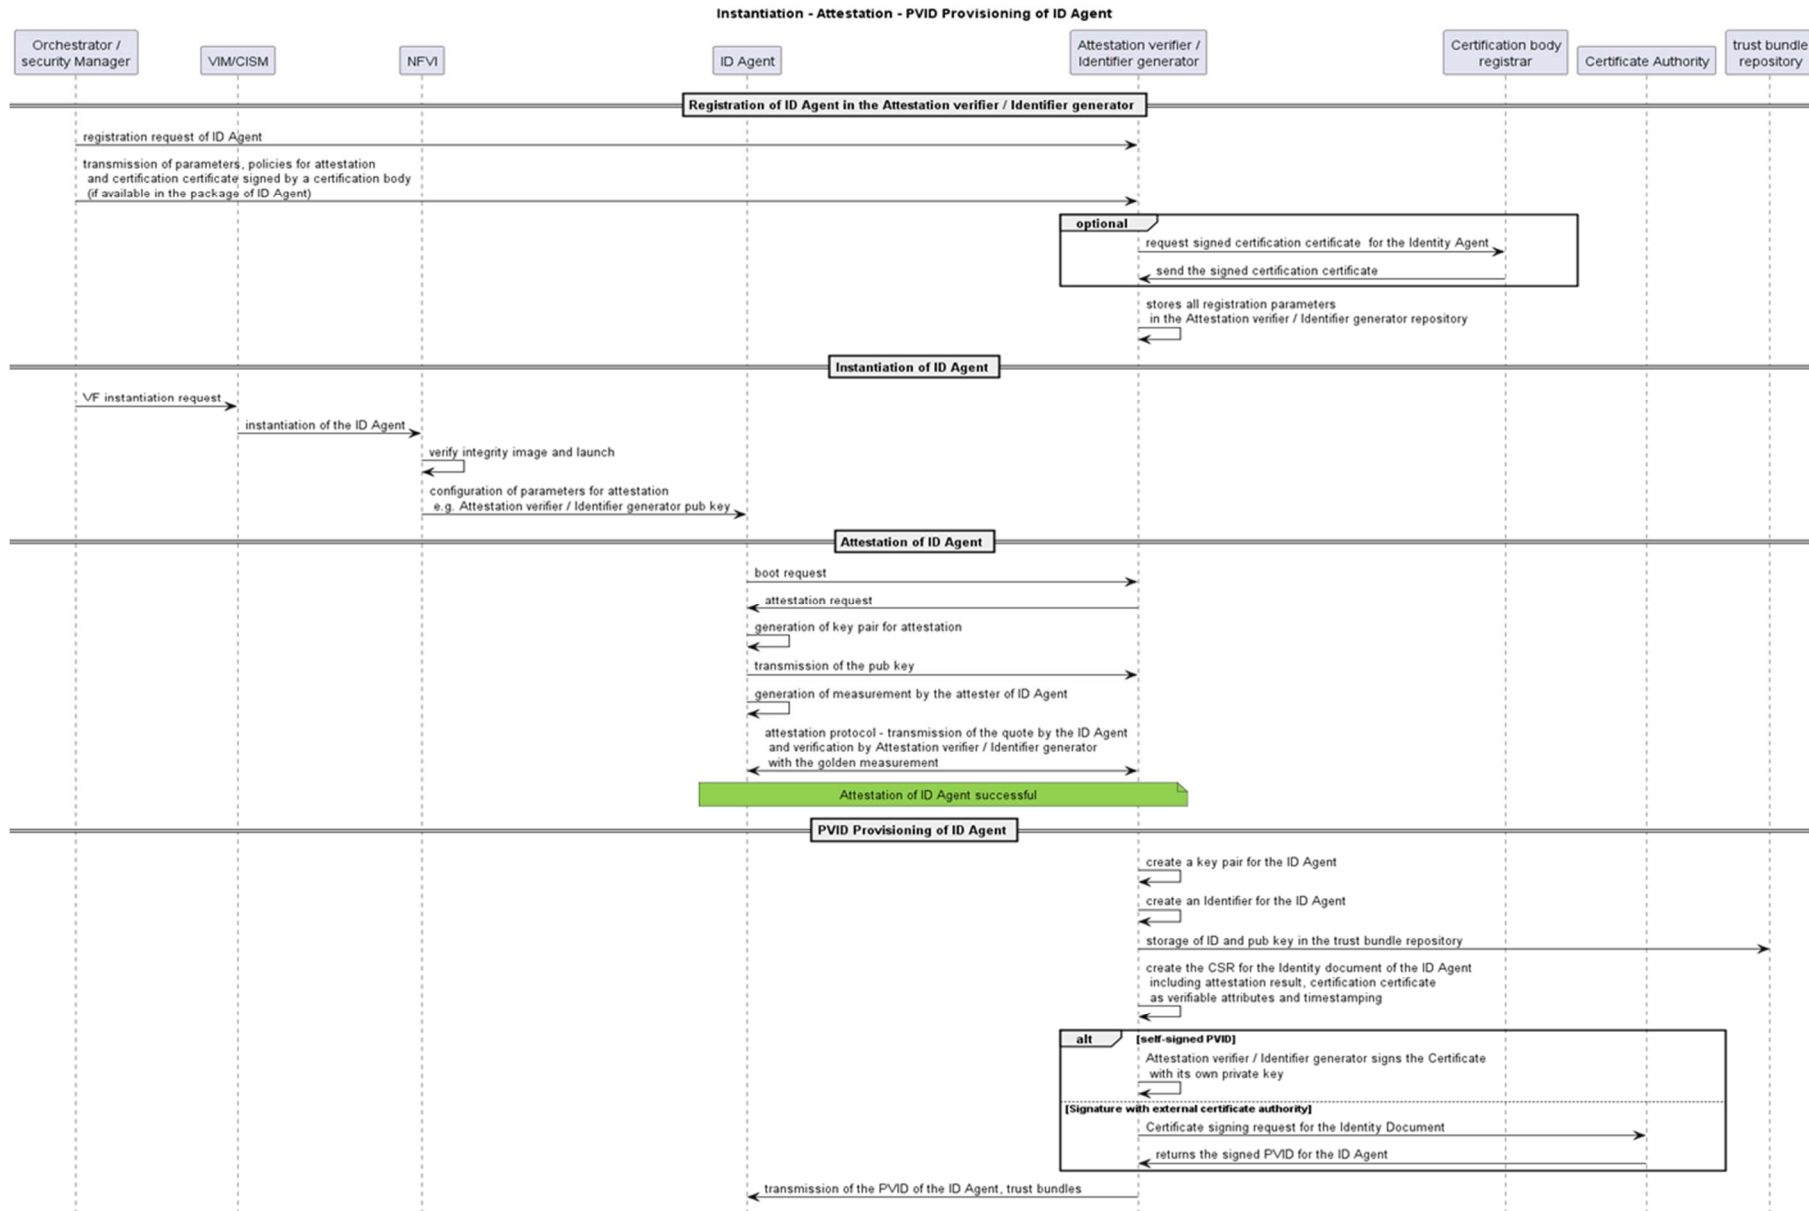 Instantiation - Attestation - PVID Provisioning of ID Agent
Orchestrator /
security Manager
VIM/CISM
NFVI
ID Agent
Attestation verifier /
Identifier generator
Certification body
registrar
Certificate Authority
trust bundle
repository
Registration of ID Agent in the Attestation verifier / Identifier generator
registration request of ID Agent
transmission of parameters, policies for attestation
and certification certificate signed by a certification body
(if available in the package of ID Agent)
optional
request signed certification certificate for the Identity Agent
send the signed certification certificate
stores all registration parameters
in the Attestation verifier / Identifier generator repository
Instantiation of ID Agent
VF instantiation request
instantiation of the ID Agent
verify integrity image and launch
configuration of parameters for attestation
e.g. Attestation verifier / Identifier generator pub key
Attestation of ID Agent
boot request
attestation request
generation of key pair for attestation
transmission of the pub key
generation of measurement by the attester of ID Agent
attestation protocol - transmission of the quote by the ID Agent
and verification by Attestation verifier / Identifier generator
with the golden measurement
Attestation of ID Agent successful
PVID Provisioning of ID Agent
create a key pair for the ID Agent
create an Identifier for the ID Agent
storage of ID and pub key in the trust bundle repository
create the CSR for the Identity document of the ID Agent
including attestation result, certification certificate
as verifiable attributes and timestamping
alt
[self-signed PVID]
Attestation verifier / Identifier generator signs the Certificate
with its own private key
[Signature with external certificate authority]
Certificate signing request for the Identity Document
returns the signed PVID for the ID Agent
transmission of the PVID of the ID Agent, trust bundles